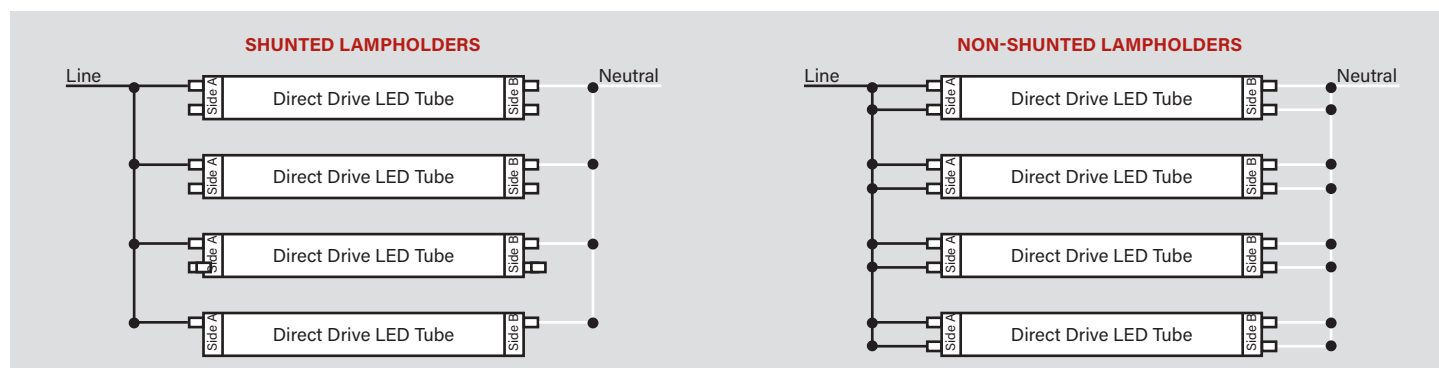 SHUNTED LAMPHOLDERS
Line
Neutral
Side A
Direct Drive LED Tube
Side B
Side A
Direct Drive LED Tube
Side B
Side A
Direct Drive LED Tube
Side B
Side A
Direct Drive LED Tube
Side B
NON-SHUNTED LAMPHOLDERS
Line
Neutral
Side A
Direct Drive LED Tube
Side B
Side A
Direct Drive LED Tube
Side B
Side A
Direct Drive LED Tube
Side B
Side A
Direct Drive LED Tube
Side B